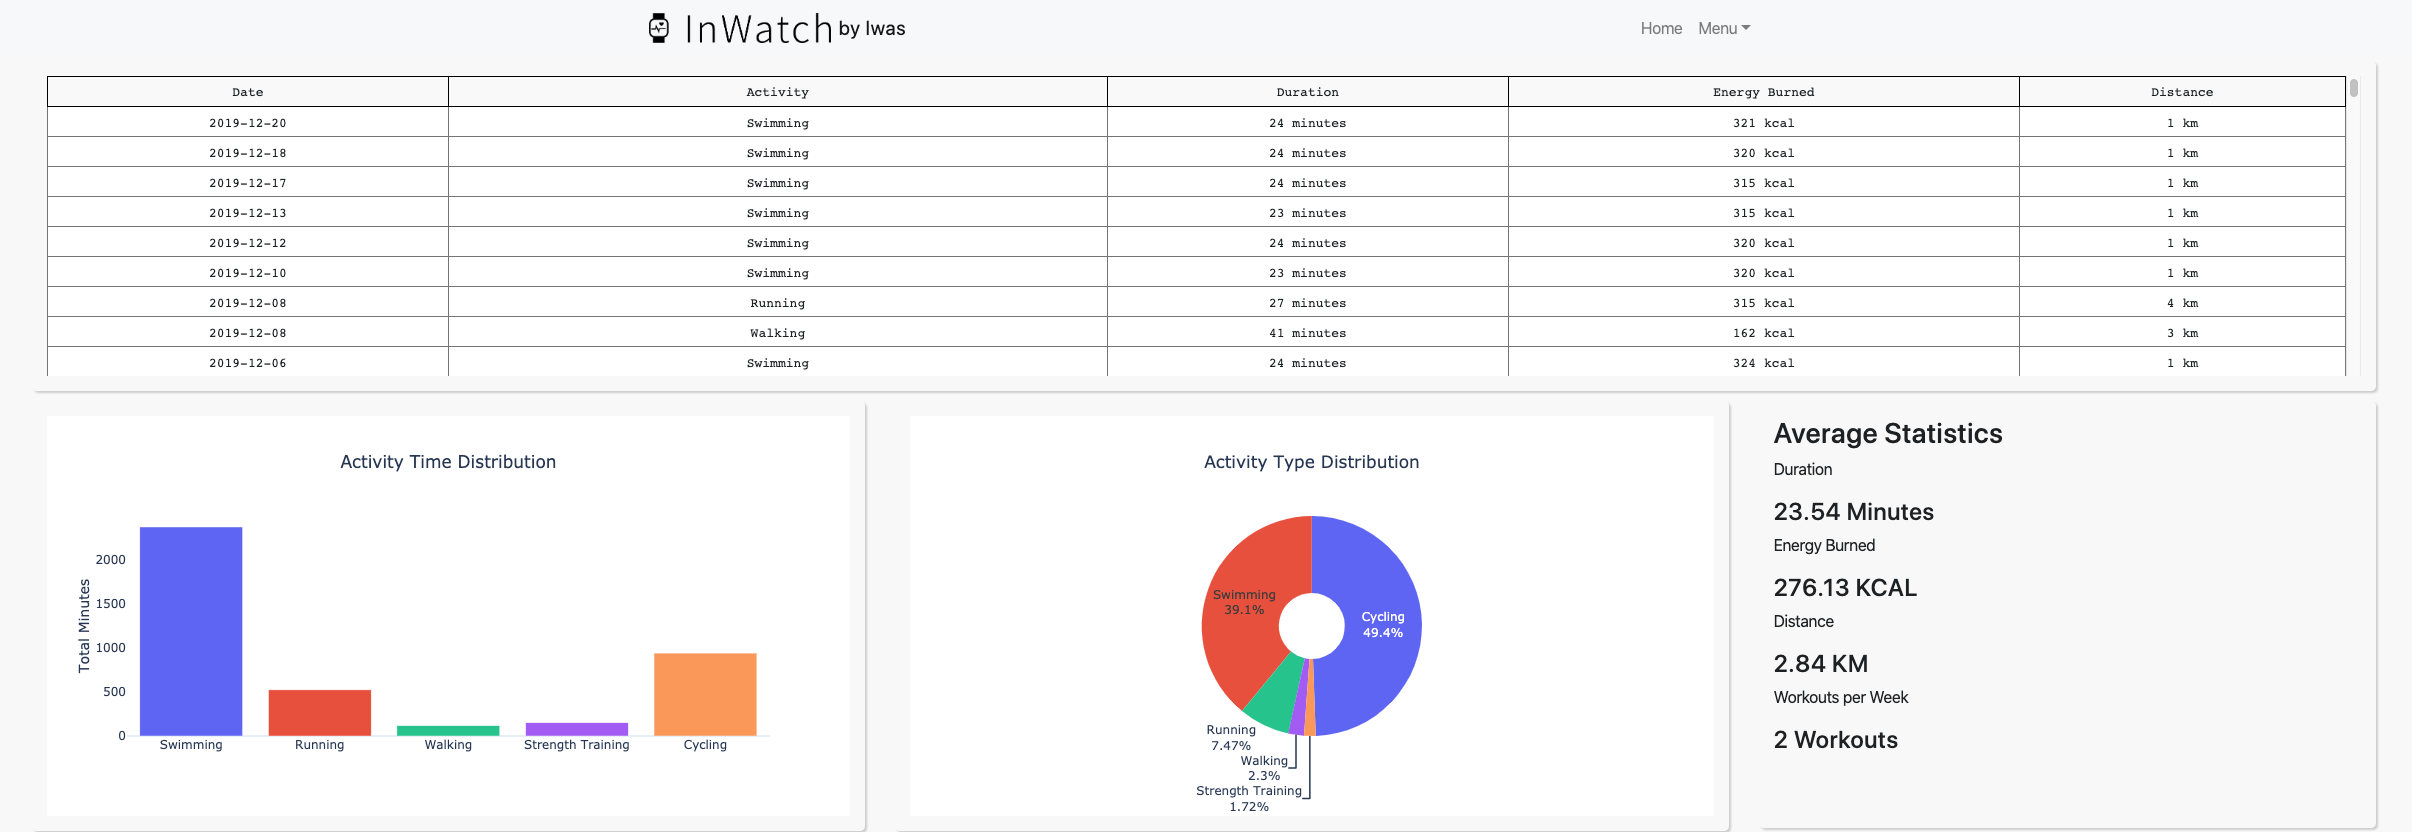 InWatch by Iwas
Home Menu
Date Activity Duration Energy Burned Distance
2019-12-20 Swimming 24 minutes 321 kcal 1 km
2019-12-18 Swimming 24 minutes 320 kcal 1 km
2019-12-17 Swimming 24 minutes 315 kcal 1 km
2019-12-13 Swimming 23 minutes 315 kcal 1 km
2019-12-12 Swimming 24 minutes 320 kcal 1 km
2019-12-10 Swimming 23 minutes 320 kcal 1 km
2019-12-08 Running 27 minutes 315 kcal 4 km
2019-12-08 Walking 41 minutes 162 kcal 3 km
2019-12-06 Swimming 24 minutes 324 kcal 1 km
Activity Time Distribution
Total Minutes
2000
1500
1000
500
0
Swimming Running Walking Strength Training Cycling
Activity Type Distribution
Swimming
39.1%
Cycling
49.4%
Running
7.47%
Walking
2.3%
Strength Training
1.72%
Average Statistics
Duration
23.54 Minutes
Energy Burned
276.13 KCAL
Distance
2.84 KM
Workouts per Week
2 Workouts